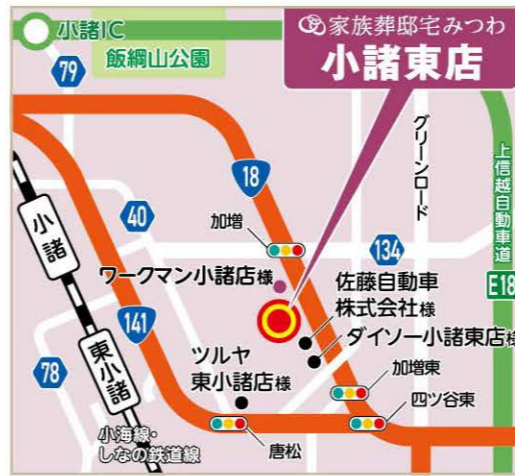 小諸IC
飯綱山公園
家族葬邸宅みつわ
小諸東店
79
18
グリーンロード
上信越自動車道
小諸
40
加増
134
ワークマン小諸店様
佐藤自動車
株式会社様
E18
141
ダイソー小諸東店様
東小諸
78
ツルヤ
東小諸店様
加増東
四ツ谷東
小海線・
しなの鉄道線
唐松